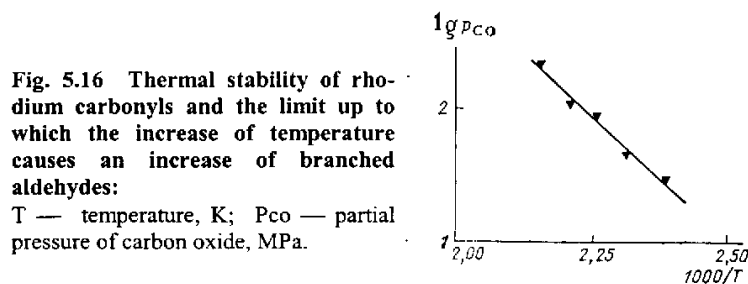 Fig. 5.16 Thermal stability of rho-
dium carbonyls and the limit up to
which the increase of temperature
causes an increase of branched
aldehydes:
T — temperature, K; Pco — partial
pressure of carbon oxide, MPa.
lg pCO
2
1
2,00 2,25 2,50
1000/T